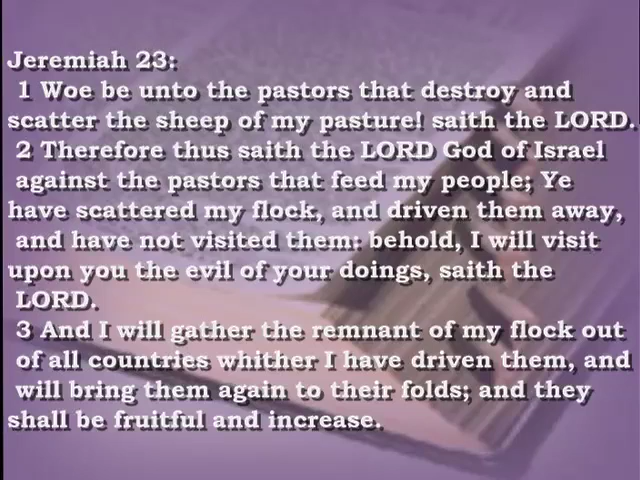 Jeremiah 23:
1 Woe be unto the pastors that destroy and
scatter the sheep of my pasture! saith the LORD.
2 Therefore thus saith the LORD God of Israel
against the pastors that feed my people; Ye
have scattered my flock, and driven them away,
and have not visited them: behold, I will visit
upon you the evil of your doings, saith the
LORD.
3 And I will gather the remnant of my flock out
of all countries whither I have driven them, and
will bring them again to their folds; and they
shall be fruitful and increase.